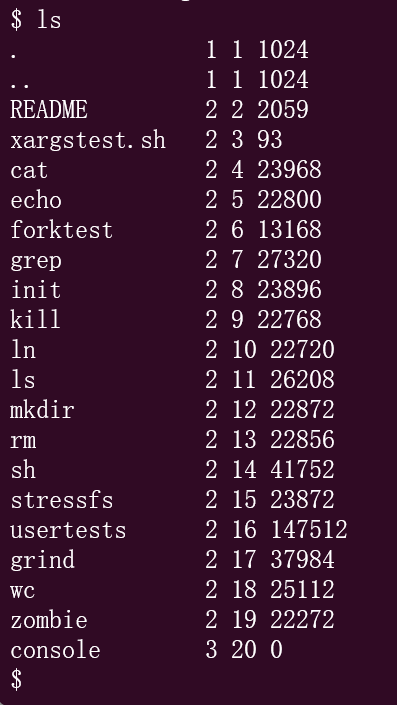 $ ls
.              1 1 1024
..             1 1 1024
README         2 2 2059
xargstest.sh   2 3 93
cat            2 4 23968
echo           2 5 22800
forktest       2 6 13168
grep           2 7 27320
init           2 8 23896
kill           2 9 22768
ln             2 10 22720
ls             2 11 26208
mkdir          2 12 22872
rm             2 13 22856
sh             2 14 41752
stressfs       2 15 23872
usertests      2 16 147512
grind          2 17 37984
wc             2 18 25112
zombie         2 19 22272
console        3 20 0
$